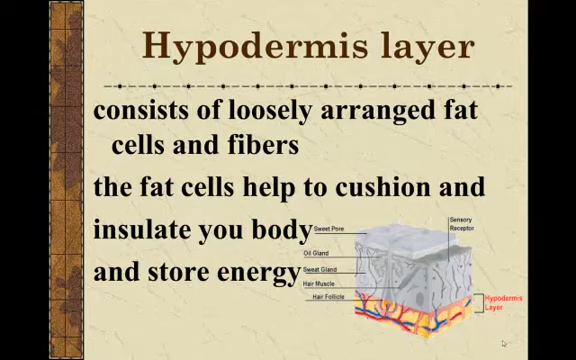 Hypodermis layer
consists of loosely arranged fat
cells and fibers
the fat cells help to cushion and
insulate you body
and store energy
Sweet Pore
Sensory
Receptor
Oil Gland
Sweat Gland
Hair Muscle
Hair Follicle
Hypodermis
Layer